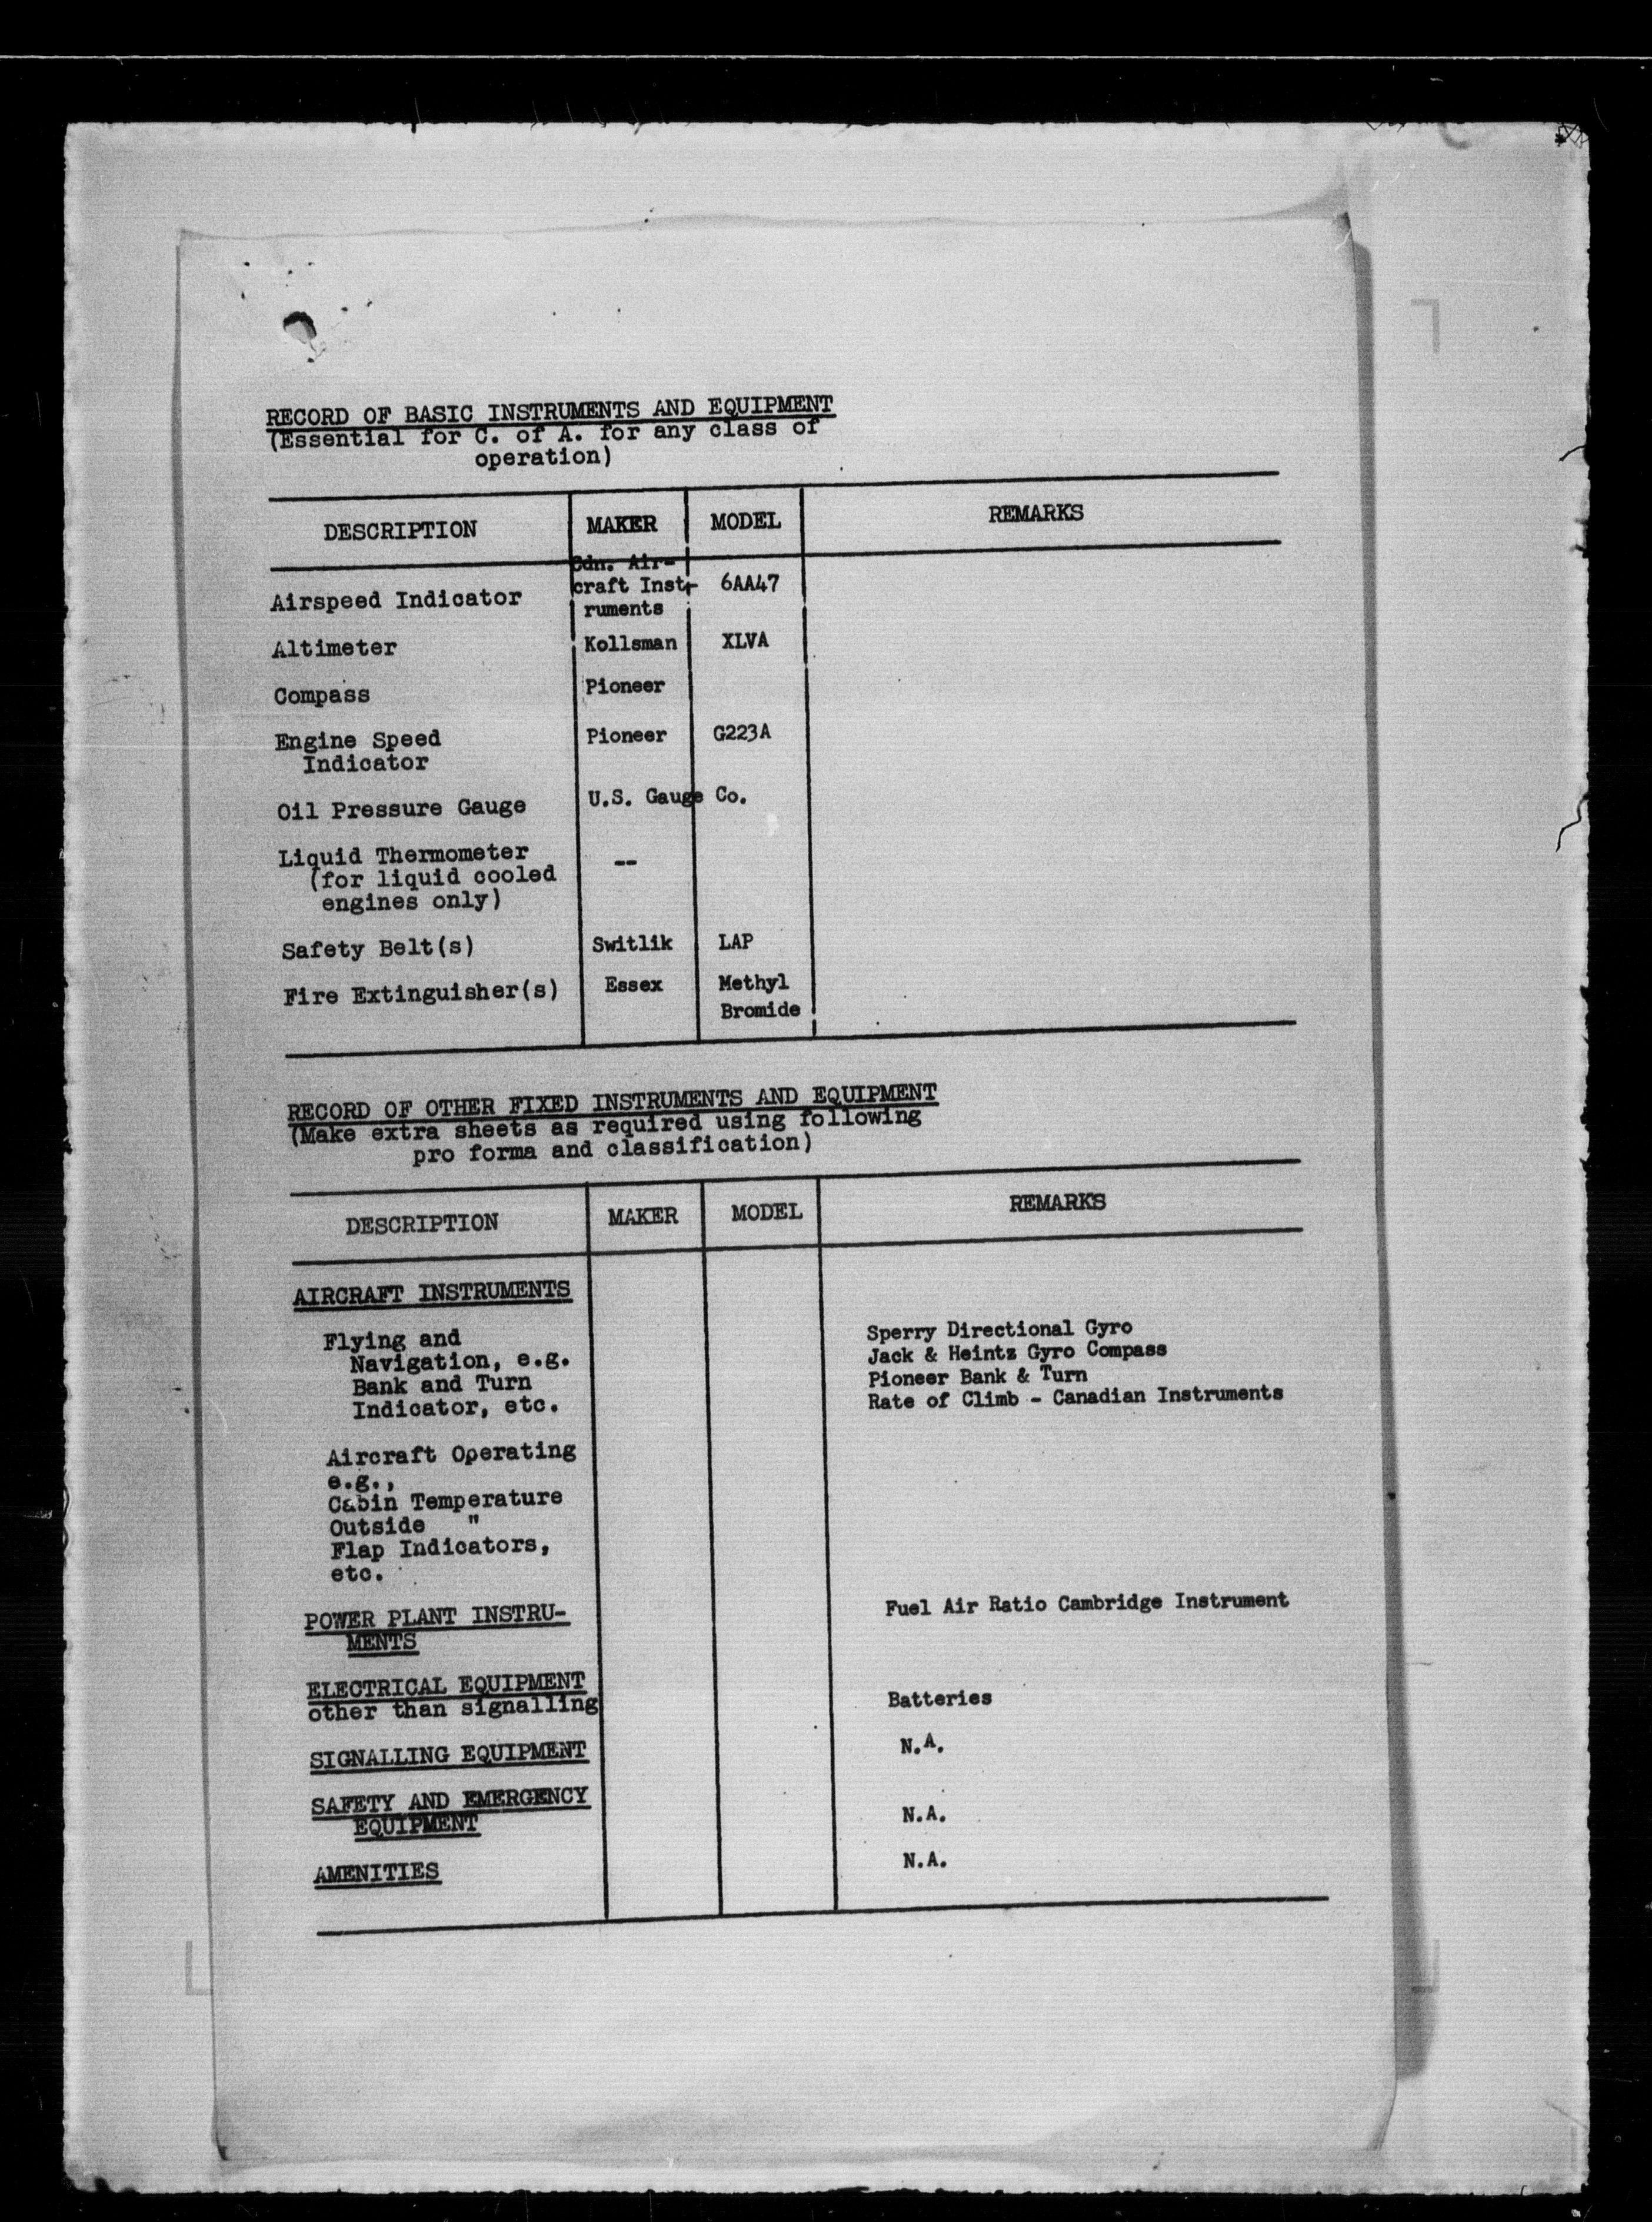 RECORD OF BASIC INSTRUMENTS AND EQUIPMENT
(Essential for C. of A. for any class of
operation)
DESCRIPTION MAKER MODEL REMARKS
Cdn. Air-
Airspeed Indicator craft Inst- 6AA47
ruments
Altimeter Kollsman XLVA
Compass Pioneer
Engine Speed Pioneer G223A
Indicator
Oil Pressure Gauge U.S. Gauge Co.
Liquid Thermometer --
(for liquid cooled
engines only)
Safety Belt(s) Switlik LAP
Fire Extinguisher(s) Essex Methyl
Bromide
RECORD OF OTHER FIXED INSTRUMENTS AND EQUIPMENT
(Make extra sheets as required using following
pro forma and classification)
DESCRIPTION MAKER MODEL REMARKS
AIRCRAFT INSTRUMENTS
Flying and Sperry Directional Gyro
Navigation, e.g. Jack & Heintz Gyro Compass
Bank and Turn Pioneer Bank & Turn
Indicator, etc. Rate of Climb - Canadian Instruments
Aircraft Operating
e.g.,
Cabin Temperature
Outside "
Flap Indicators,
etc.
POWER PLANT INSTRU- Fuel Air Ratio Cambridge Instrument
MENTS
ELECTRICAL EQUIPMENT
other than signalling Batteries
SIGNALLING EQUIPMENT N.A.
SAFETY AND EMERGENCY
EQUIPMENT N.A.
AMENITIES N.A.